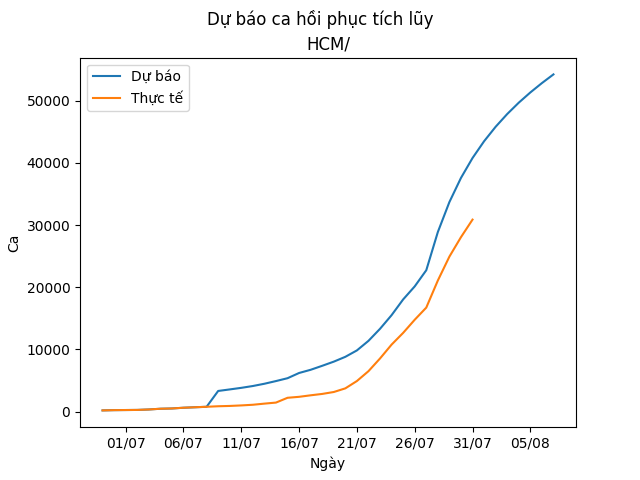 Dự báo ca hồi phục tích lũy
HCM/
Dự báo
Thực tế
Ca
50000
40000
30000
20000
10000
0
01/07 06/07 11/07 16/07 21/07 26/07 31/07 05/08
Ngày